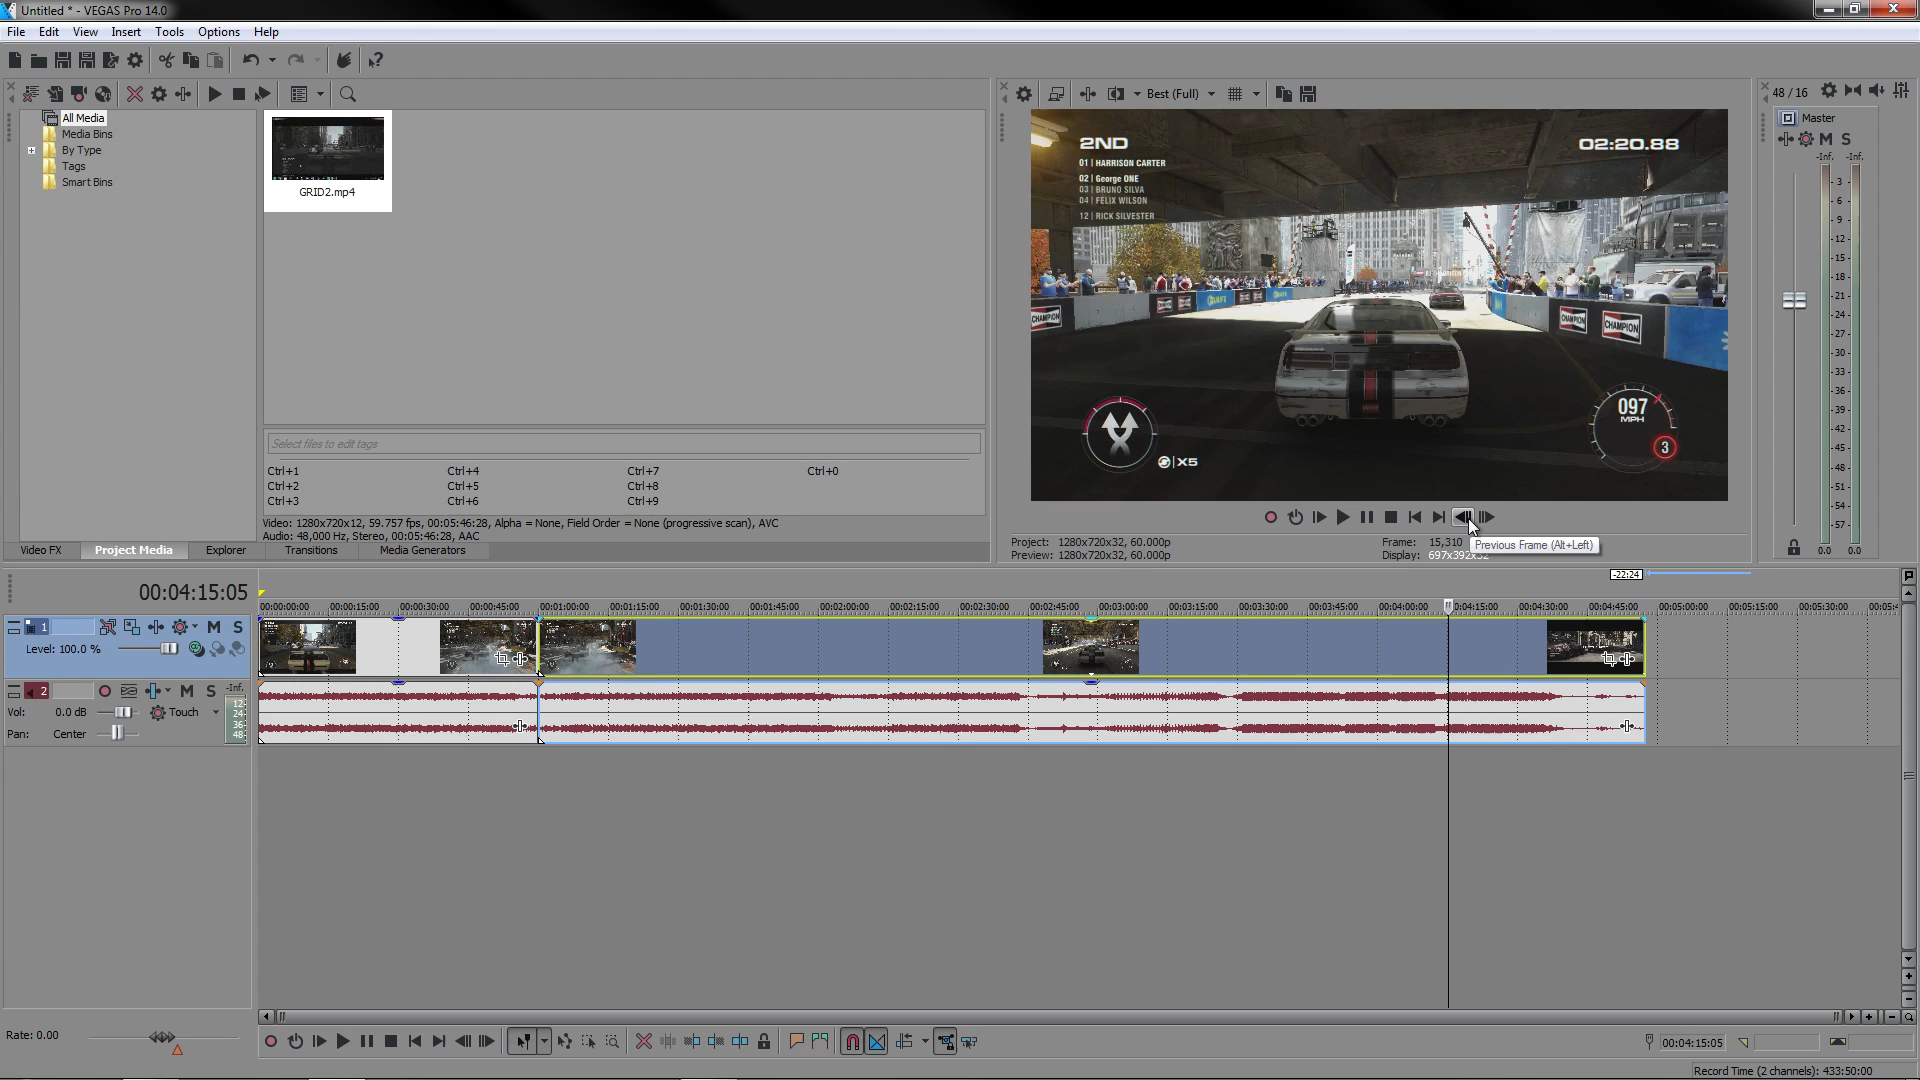 Untitled * - VEGAS Pro 14.0
File Edit View Insert Tools Options Help
All Media
Media Bins
By Type
Tags
Smart Bins
GRID2.mp4
Select files to edit tags
Ctrl+1 Ctrl+4 Ctrl+7 Ctrl+0
Ctrl+2 Ctrl+5 Ctrl+8
Ctrl+3 Ctrl+6 Ctrl+9
Video: 1280x720x12, 59.757 fps, 00:05:46:28, Alpha = None, Field Order = None (progressive scan), AVC
Audio: 48,000 Hz, Stereo, 00:05:46:28, AAC
Video FX Project Media Explorer Transitions Media Generators
Best (Full)
2ND
02:20.88
01 | HARRISON CARTER
02 | George ONE
03 | BRUNO SILVA
04 | FELIX WILSON
12 | RICK SILVESTER
CHAMPION
CHAMPION
CHAMPION
097
MPH
3
X5
Project: 1280x720x32, 60.000p
Preview: 1280x720x32, 60.000p
Frame: 15,310
Display: 697x392x32
Previous Frame (Alt+Left)
48 / 16
Master
M S
-Inf. -Inf.
3
6
9
12
15
18
21
24
27
30
33
36
39
42
45
48
51
54
57
0.0 0.0
-22:24
00:04:15:05
00:00:00:00 00:00:15:00 00:00:30:00 00:00:45:00 00:01:00:00 00:01:15:00 00:01:30:00 00:01:45:00 00:02:00:00 00:02:15:00 00:02:30:00 00:02:45:00 00:03:00:00 00:03:15:00 00:03:30:00 00:03:45:00 00:04:00:00 0:04:15:00 00:04:30:00 00:04:45:00 00:05:00:00 00:05:15:00 00:05:30:00 00:05:4
1 M S
Level: 100.0 %
2 M S -Inf.
Vol: 0.0 dB Touch
Pan: Center
12
24
36
48
Rate: 0.00
00:04:15:05
Record Time (2 channels): 433:50:00